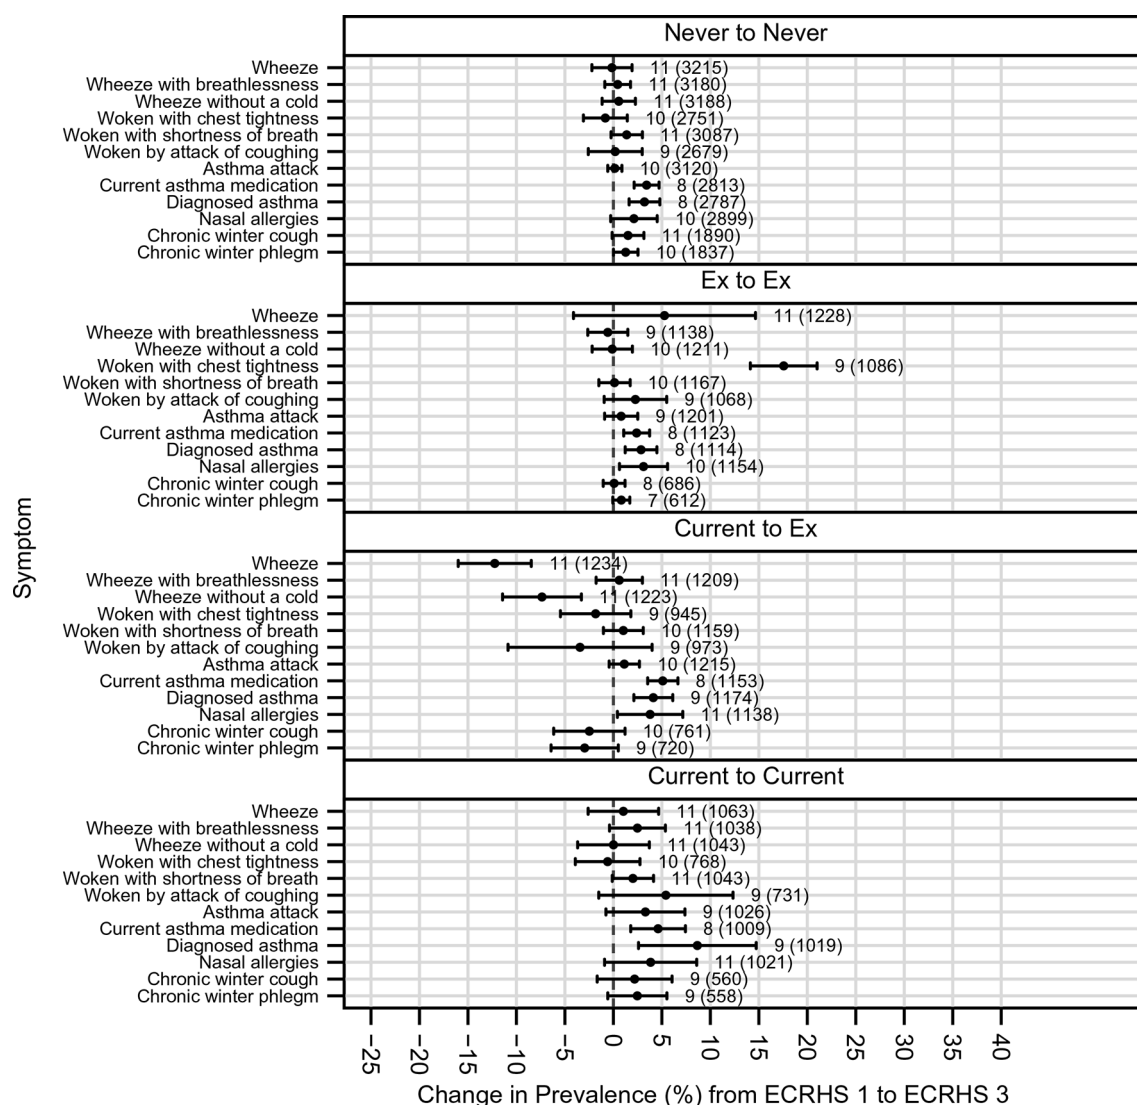 Never to Never
Wheeze 11 (3215)
Wheeze with breathlessness 11 (3180)
Wheeze without a cold 11 (3188)
Woken with chest tightness 10 (2751)
Woken with shortness of breath 11 (3087)
Woken by attack of coughing 9 (2679)
Asthma attack 10 (3120)
Current asthma medication 8 (2813)
Diagnosed asthma 8 (2787)
Nasal allergies 10 (2899)
Chronic winter cough 11 (1890)
Chronic winter phlegm 10 (1837)
Ex to Ex
Wheeze 11 (1228)
Wheeze with breathlessness 9 (1138)
Wheeze without a cold 10 (1211)
Woken with chest tightness 9 (1086)
Woken with shortness of breath 10 (1167)
Woken by attack of coughing 9 (1068)
Asthma attack 9 (1201)
Current asthma medication 8 (1123)
Diagnosed asthma 8 (1114)
Nasal allergies 10 (1154)
Chronic winter cough 8 (686)
Chronic winter phlegm 7 (612)
Current to Ex
Wheeze 11 (1234)
Wheeze with breathlessness 11 (1209)
Wheeze without a cold 11 (1223)
Woken with chest tightness 9 (945)
Woken with shortness of breath 10 (1159)
Woken by attack of coughing 9 (973)
Asthma attack 10 (1215)
Current asthma medication 8 (1153)
Diagnosed asthma 9 (1174)
Nasal allergies 11 (1138)
Chronic winter cough 10 (761)
Chronic winter phlegm 9 (720)
Current to Current
Wheeze 11 (1063)
Wheeze with breathlessness 11 (1038)
Wheeze without a cold 11 (1043)
Woken with chest tightness 10 (768)
Woken with shortness of breath 11 (1043)
Woken by attack of coughing 9 (731)
Asthma attack 9 (1026)
Current asthma medication 8 (1009)
Diagnosed asthma 9 (1019)
Nasal allergies 11 (1021)
Chronic winter cough 9 (560)
Chronic winter phlegm 9 (558)
Symptom
-25 -20 -15 -10 -5 0 5 10 15 20 25 30 35 40
Change in Prevalence (%) from ECRHS 1 to ECRHS 3